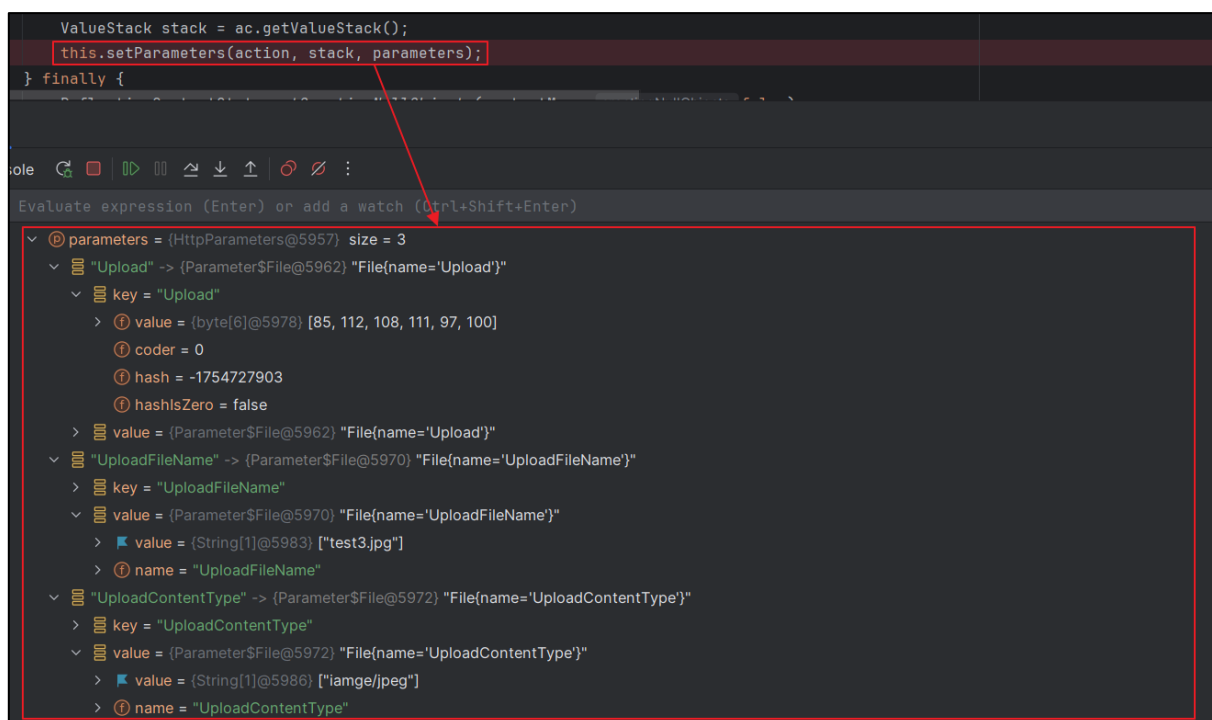 ValueStack stack = ac.getValueStack();
this.setParameters(action, stack, parameters);
} finally {
sole
Evaluate expression (Enter) or add a watch (Ctrl+Shift+Enter)
parameters = {HttpParameters@5957} size = 3
"Upload" -> {Parameter$File@5962} "File{name='Upload'}"
key = "Upload"
value = {byte[6]@5978} [85, 112, 108, 111, 97, 100]
coder = 0
hash = -1754727903
hashIsZero = false
value = {Parameter$File@5962} "File{name='Upload'}"
"UploadFileName" -> {Parameter$File@5970} "File{name='UploadFileName'}"
key = "UploadFileName"
value = {Parameter$File@5970} "File{name='UploadFileName'}"
value = {String[1]@5983} ["test3.jpg"]
name = "UploadFileName"
"UploadContentType" -> {Parameter$File@5972} "File{name='UploadContentType'}"
key = "UploadContentType"
value = {Parameter$File@5972} "File{name='UploadContentType'}"
value = {String[1]@5986} ["iamge/jpeg"]
name = "UploadContentType"